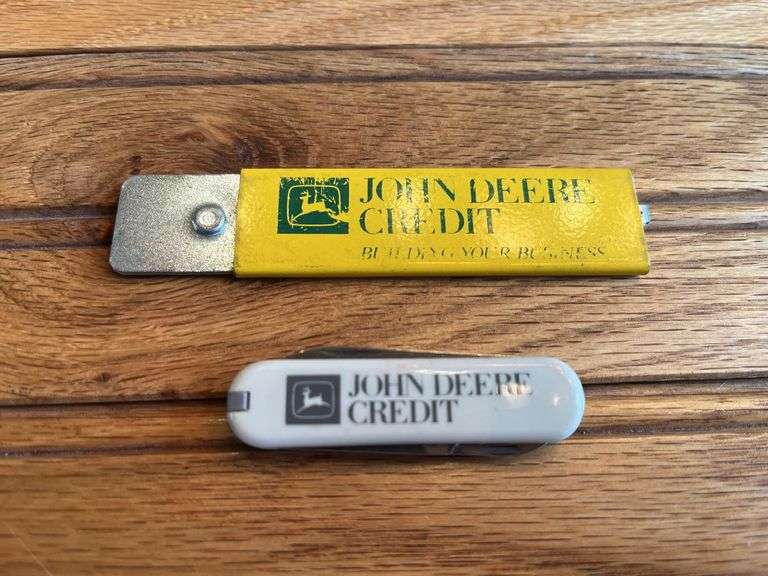 JOHN DEERE
CREDIT
BUILDING YOUR BUSINESS
JOHN DEERE
CREDIT